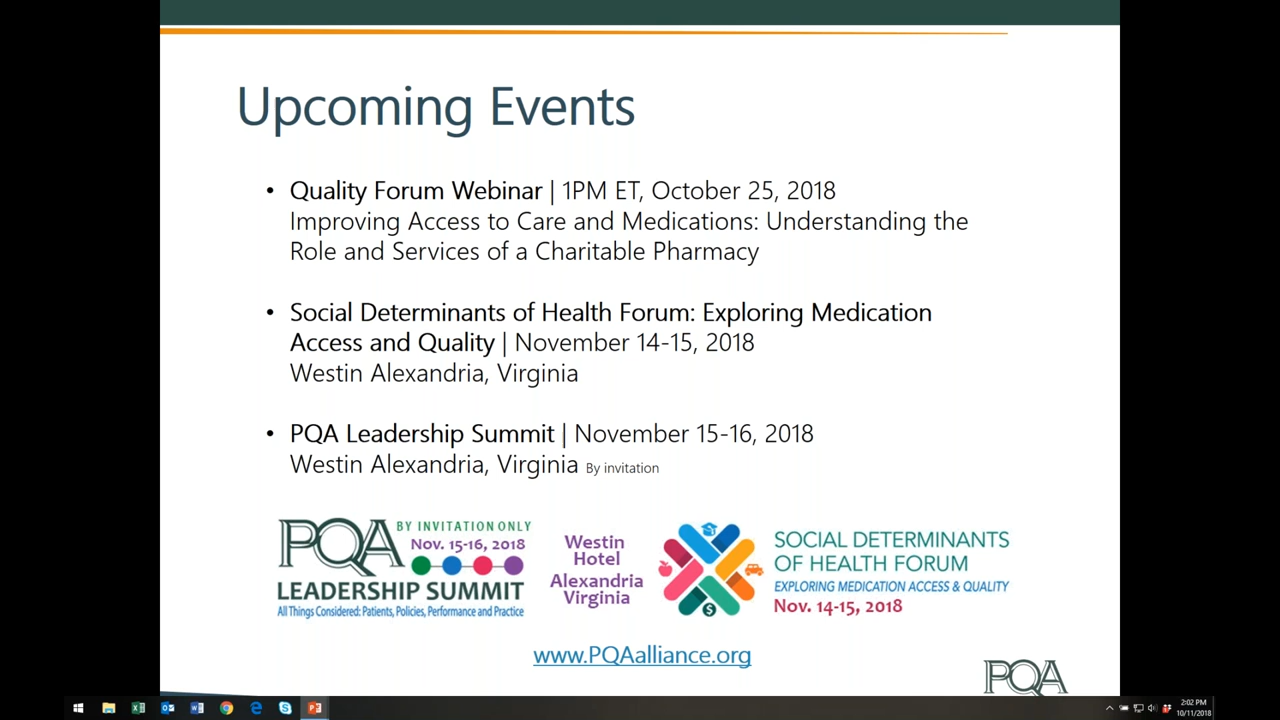 Upcoming Events
• Quality Forum Webinar | 1PM ET, October 25, 2018
Improving Access to Care and Medications: Understanding the
Role and Services of a Charitable Pharmacy
• Social Determinants of Health Forum: Exploring Medication
Access and Quality | November 14-15, 2018
Westin Alexandria, Virginia
• PQA Leadership Summit | November 15-16, 2018
Westin Alexandria, Virginia By invitation
PQA
BY INVITATION ONLY
Nov. 15-16, 2018
LEADERSHIP SUMMIT
All Things Considered: Patients, Policies, Performance and Practice
Westin
Hotel
Alexandria
Virginia
$
SOCIAL DETERMINANTS
OF HEALTH FORUM
EXPLORING MEDICATION ACCESS & QUALITY
Nov. 14-15, 2018
www.PQAalliance.org
PQA
2:02 PM
10/11/2018